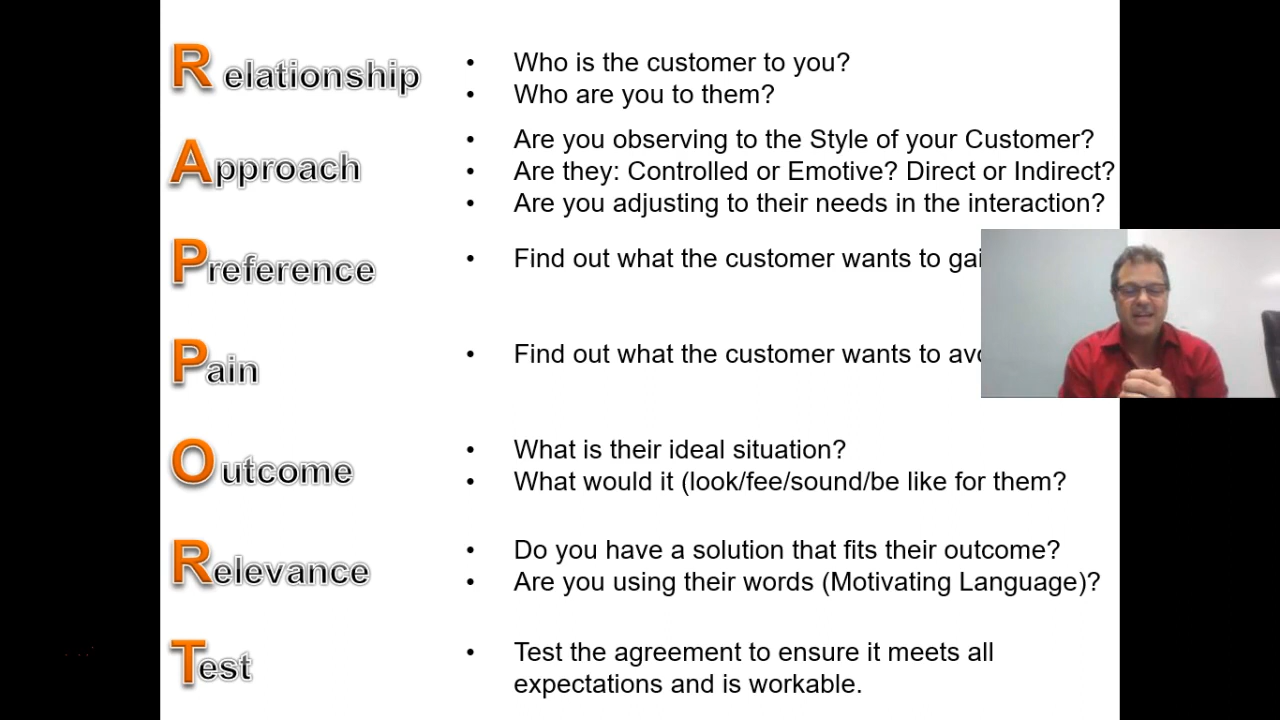 Relationship
• Who is the customer to you?
• Who are you to them?
Approach
• Are you observing to the Style of your Customer?
• Are they: Controlled or Emotive? Direct or Indirect?
• Are you adjusting to their needs in the interaction?
Preference
• Find out what the customer wants to
Pain
• Find out what the customer wants to
Outcome
• What is their ideal situation?
• What would it (look/fee/sound/be like for them?
Relevance
• Do you have a solution that fits their outcome?
• Are you using their words (Motivating Language)?
Test
• Test the agreement to ensure it meets all
expectations and is workable.